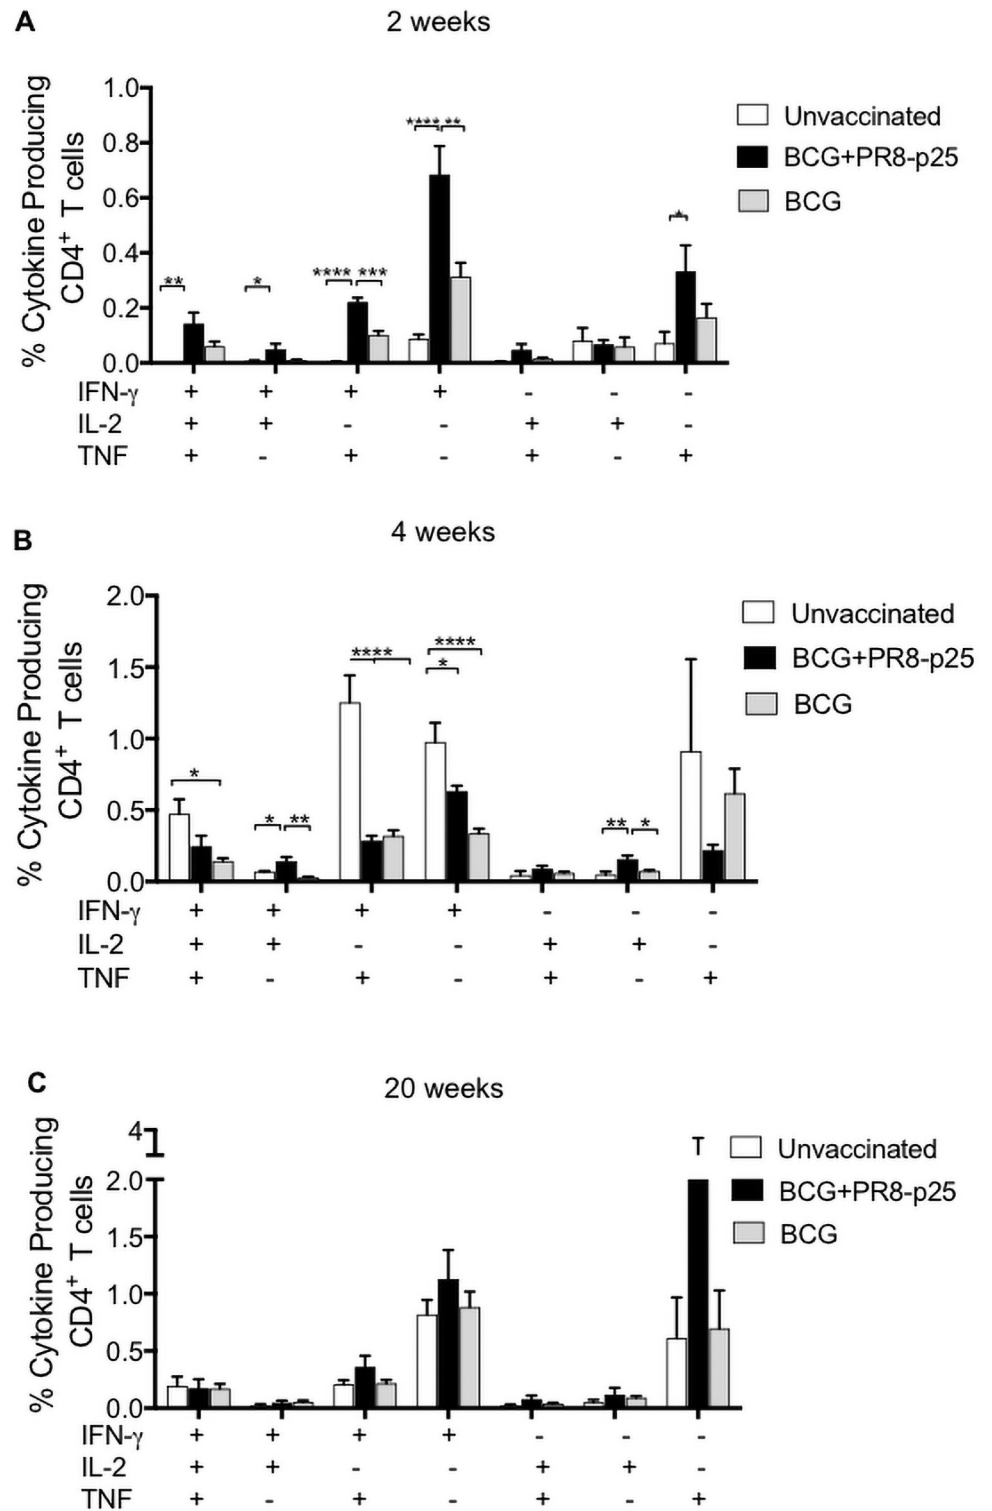 A
2 weeks
% Cytokine Producing
CD4+ T cells
1.0
0.8
0.6
0.4
0.2
0.0
** * **** *** **** ** *
Unvaccinated
BCG+PR8-p25
BCG
IFN-γ + + + + - - -
IL-2 + + - - + + -
TNF + - + - + - +
B
4 weeks
% Cytokine Producing
CD4+ T cells
2.0
1.5
1.0
0.5
0.0
* * ** **** **** * ** *
Unvaccinated
BCG+PR8-p25
BCG
IFN-γ + + + + - - -
IL-2 + + - - + + -
TNF + - + - + - +
C
20 weeks
% Cytokine Producing
CD4+ T cells
4
2.0
1.5
1.0
0.5
0.0
Unvaccinated
BCG+PR8-p25
BCG
IFN-γ + + + + - - -
IL-2 + + - - + + -
TNF + - + - + - +